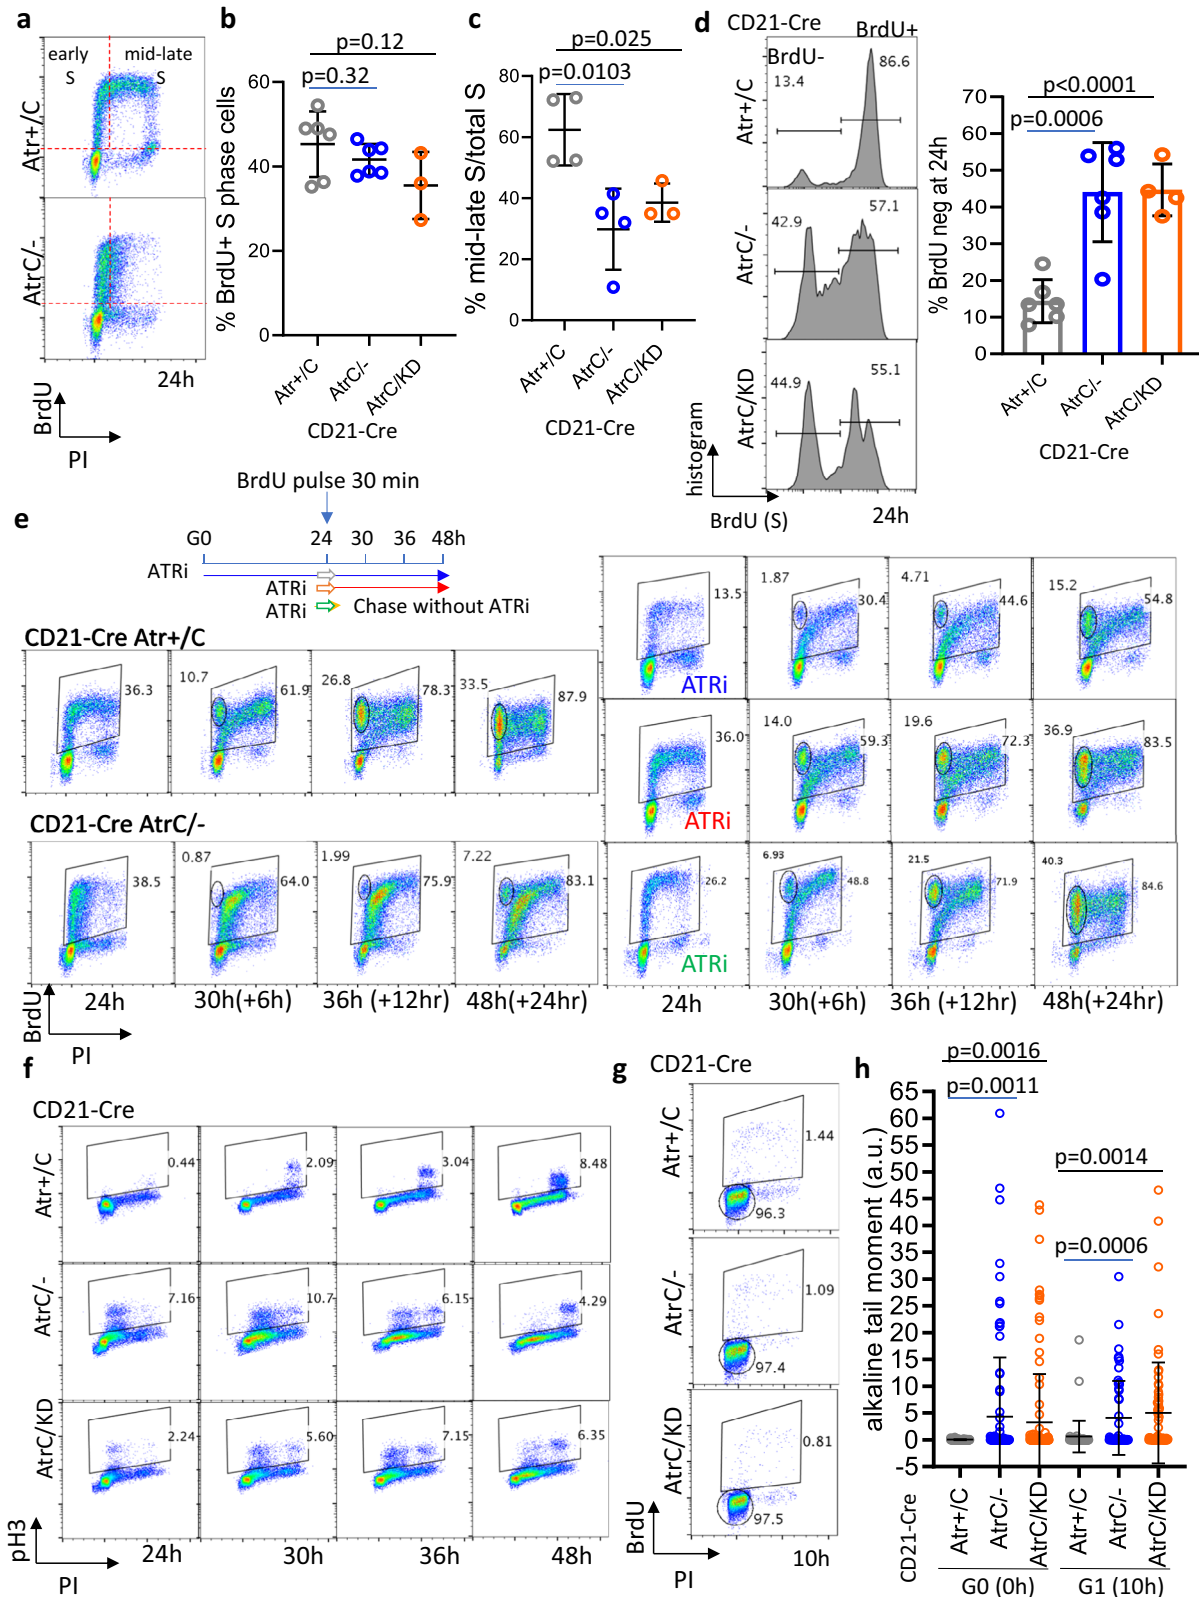 a
early
S
mid-late
S
Atr+/C
AtrC/-
24h
BrdU
PI
b
p=0.12
p=0.32
% BrdU+ S phase cells
60
40
20
0
Atr+/C
AtrC/-
AtrC/KD
CD21-Cre
c
p=0.025
p=0.0103
% mid-late S/total S
80
60
40
20
0
Atr+/C
AtrC/-
AtrC/KD
CD21-Cre
d
CD21-Cre
BrdU-
BrdU+
13.4
86.6
Atr+/C
42.9
57.1
AtrC/-
44.9
55.1
AtrC/KD
histogram
BrdU (S)
24h
p<0.0001
p=0.0006
% BrdU neg at 24h
70
60
50
40
30
20
10
0
Atr+/C
AtrC/-
AtrC/KD
CD21-Cre
e
BrdU pulse 30 min
G0
24
30
36
48h
ATRi
ATRi
ATRi
Chase without ATRi
CD21-Cre Atr+/C
36.3
10.7
61.9
26.8
78.3
33.5
87.9
CD21-Cre AtrC/-
38.5
0.87
64.0
1.99
75.9
7.22
83.1
24h
30h(+6h)
36h (+12hr)
48h(+24hr)
BrdU
PI
13.5
1.87
30.4
4.71
44.6
15.2
54.8
ATRi
36.0
14.0
59.3
19.6
72.3
36.9
83.5
ATRi
26.2
6.93
48.8
21.5
71.9
40.3
84.6
ATRi
24h
30h(+6h)
36h (+12hr)
48h(+24hr)
f
CD21-Cre
Atr+/C
0.44
2.09
3.04
8.48
AtrC/-
7.16
10.7
6.15
4.29
AtrC/KD
2.24
5.60
7.15
6.35
pH3
PI
24h
30h
36h
48h
g
CD21-Cre
Atr+/C
1.44
96.3
AtrC/-
1.09
97.4
AtrC/KD
0.81
97.5
BrdU
PI
10h
h
p=0.0016
p=0.0011
p=0.0014
p=0.0006
alkaline tail moment (a.u.)
65
60
55
50
45
40
35
30
25
20
15
10
5
0
-5
CD21-Cre
Atr+/C
AtrC/-
AtrC/KD
Atr+/C
AtrC/-
AtrC/KD
G0 (0h)
G1 (10h)